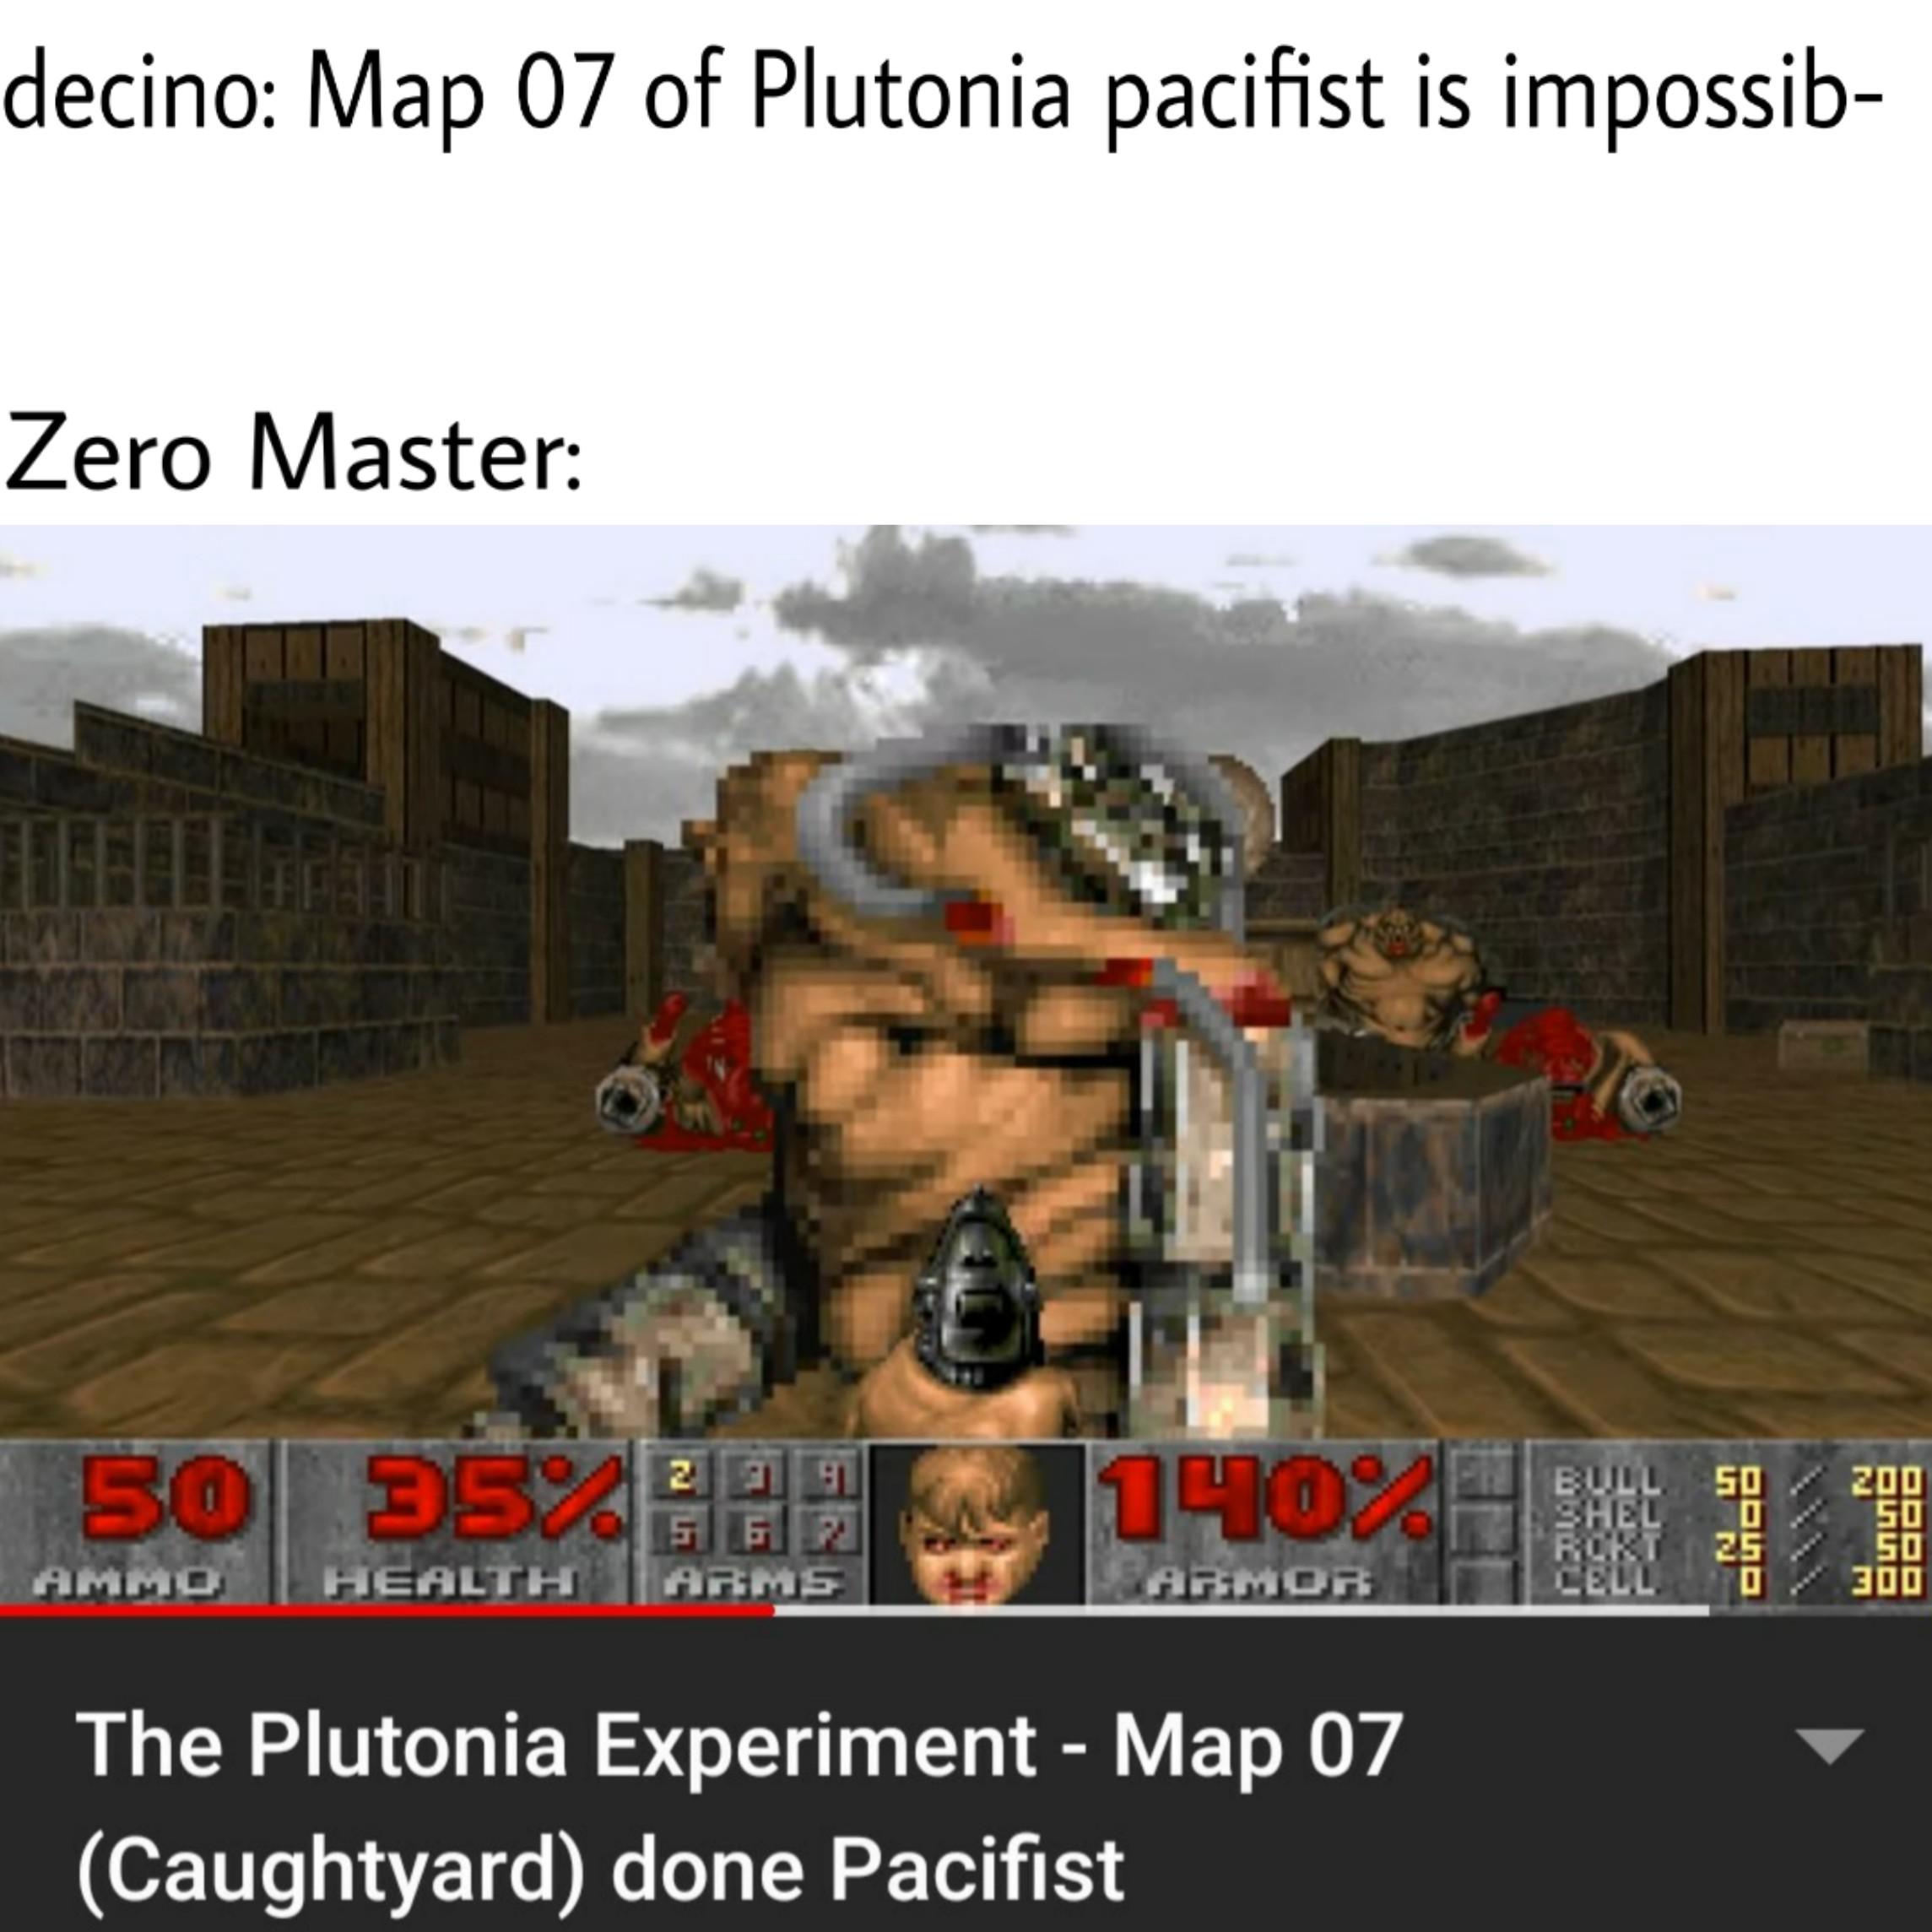 decino: Map 07 of Plutonia pacifist is impossib-
Zero Master:
50 35% 2 3 4 140% BULL 50 / 200
5 6 7 SHEL 0 / 50
RCKT 25 / 50
AMMO HEALTH ARMS ARMOR CELL 0 / 300
The Plutonia Experiment - Map 07
(Caughtyard) done Pacifist